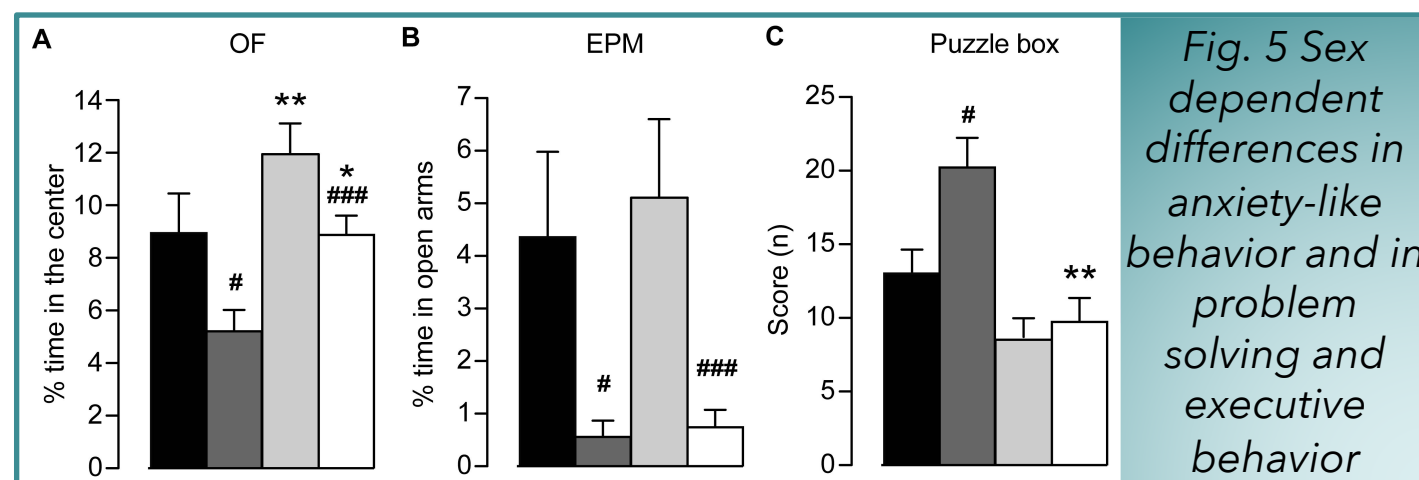 A
OF
% time in the center
14
12
10
8
6
4
2
0
#
**
*
###
B
EPM
% time in open arms
7
6
5
4
3
2
1
0
#
###
C
Puzzle box
Score (n)
25
20
15
10
5
0
#
**
Fig. 5 Sex
dependent
differences in
anxiety-like
behavior and in
problem
solving and
executive
behavior